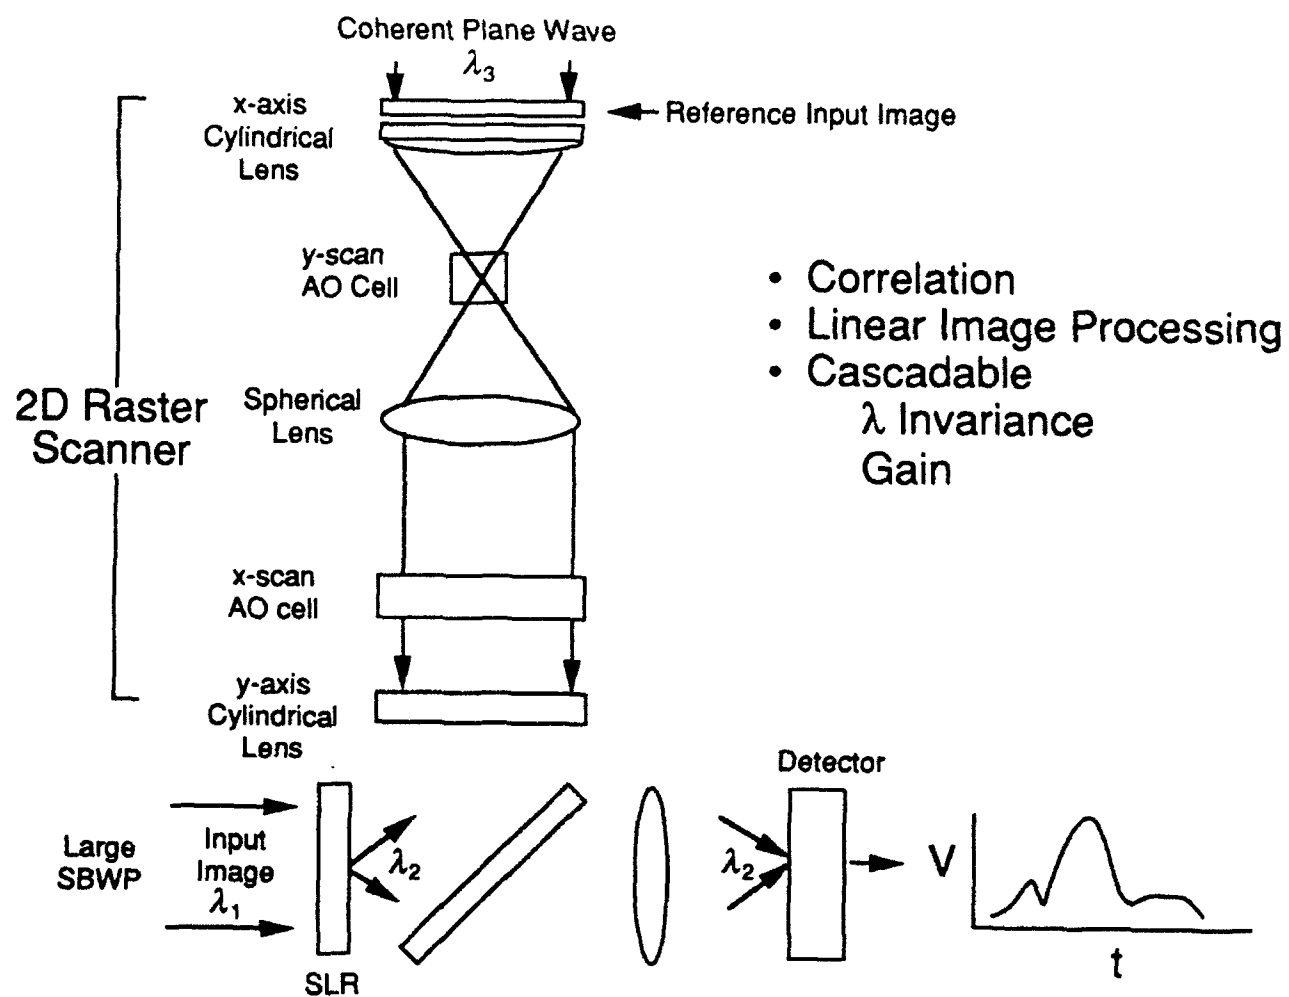 Coherent Plane Wave
λ3
x-axis
Cylindrical
Lens
Reference Input Image
y-scan
AO Cell
• Correlation
• Linear Image Processing
• Cascadable
λ Invariance
Gain
2D Raster
Scanner
Spherical
Lens
x-scan
AO cell
y-axis
Cylindrical
Lens
Detector
Large
SBWP
Input
Image
λ1
λ2
λ2
V
t
SLR